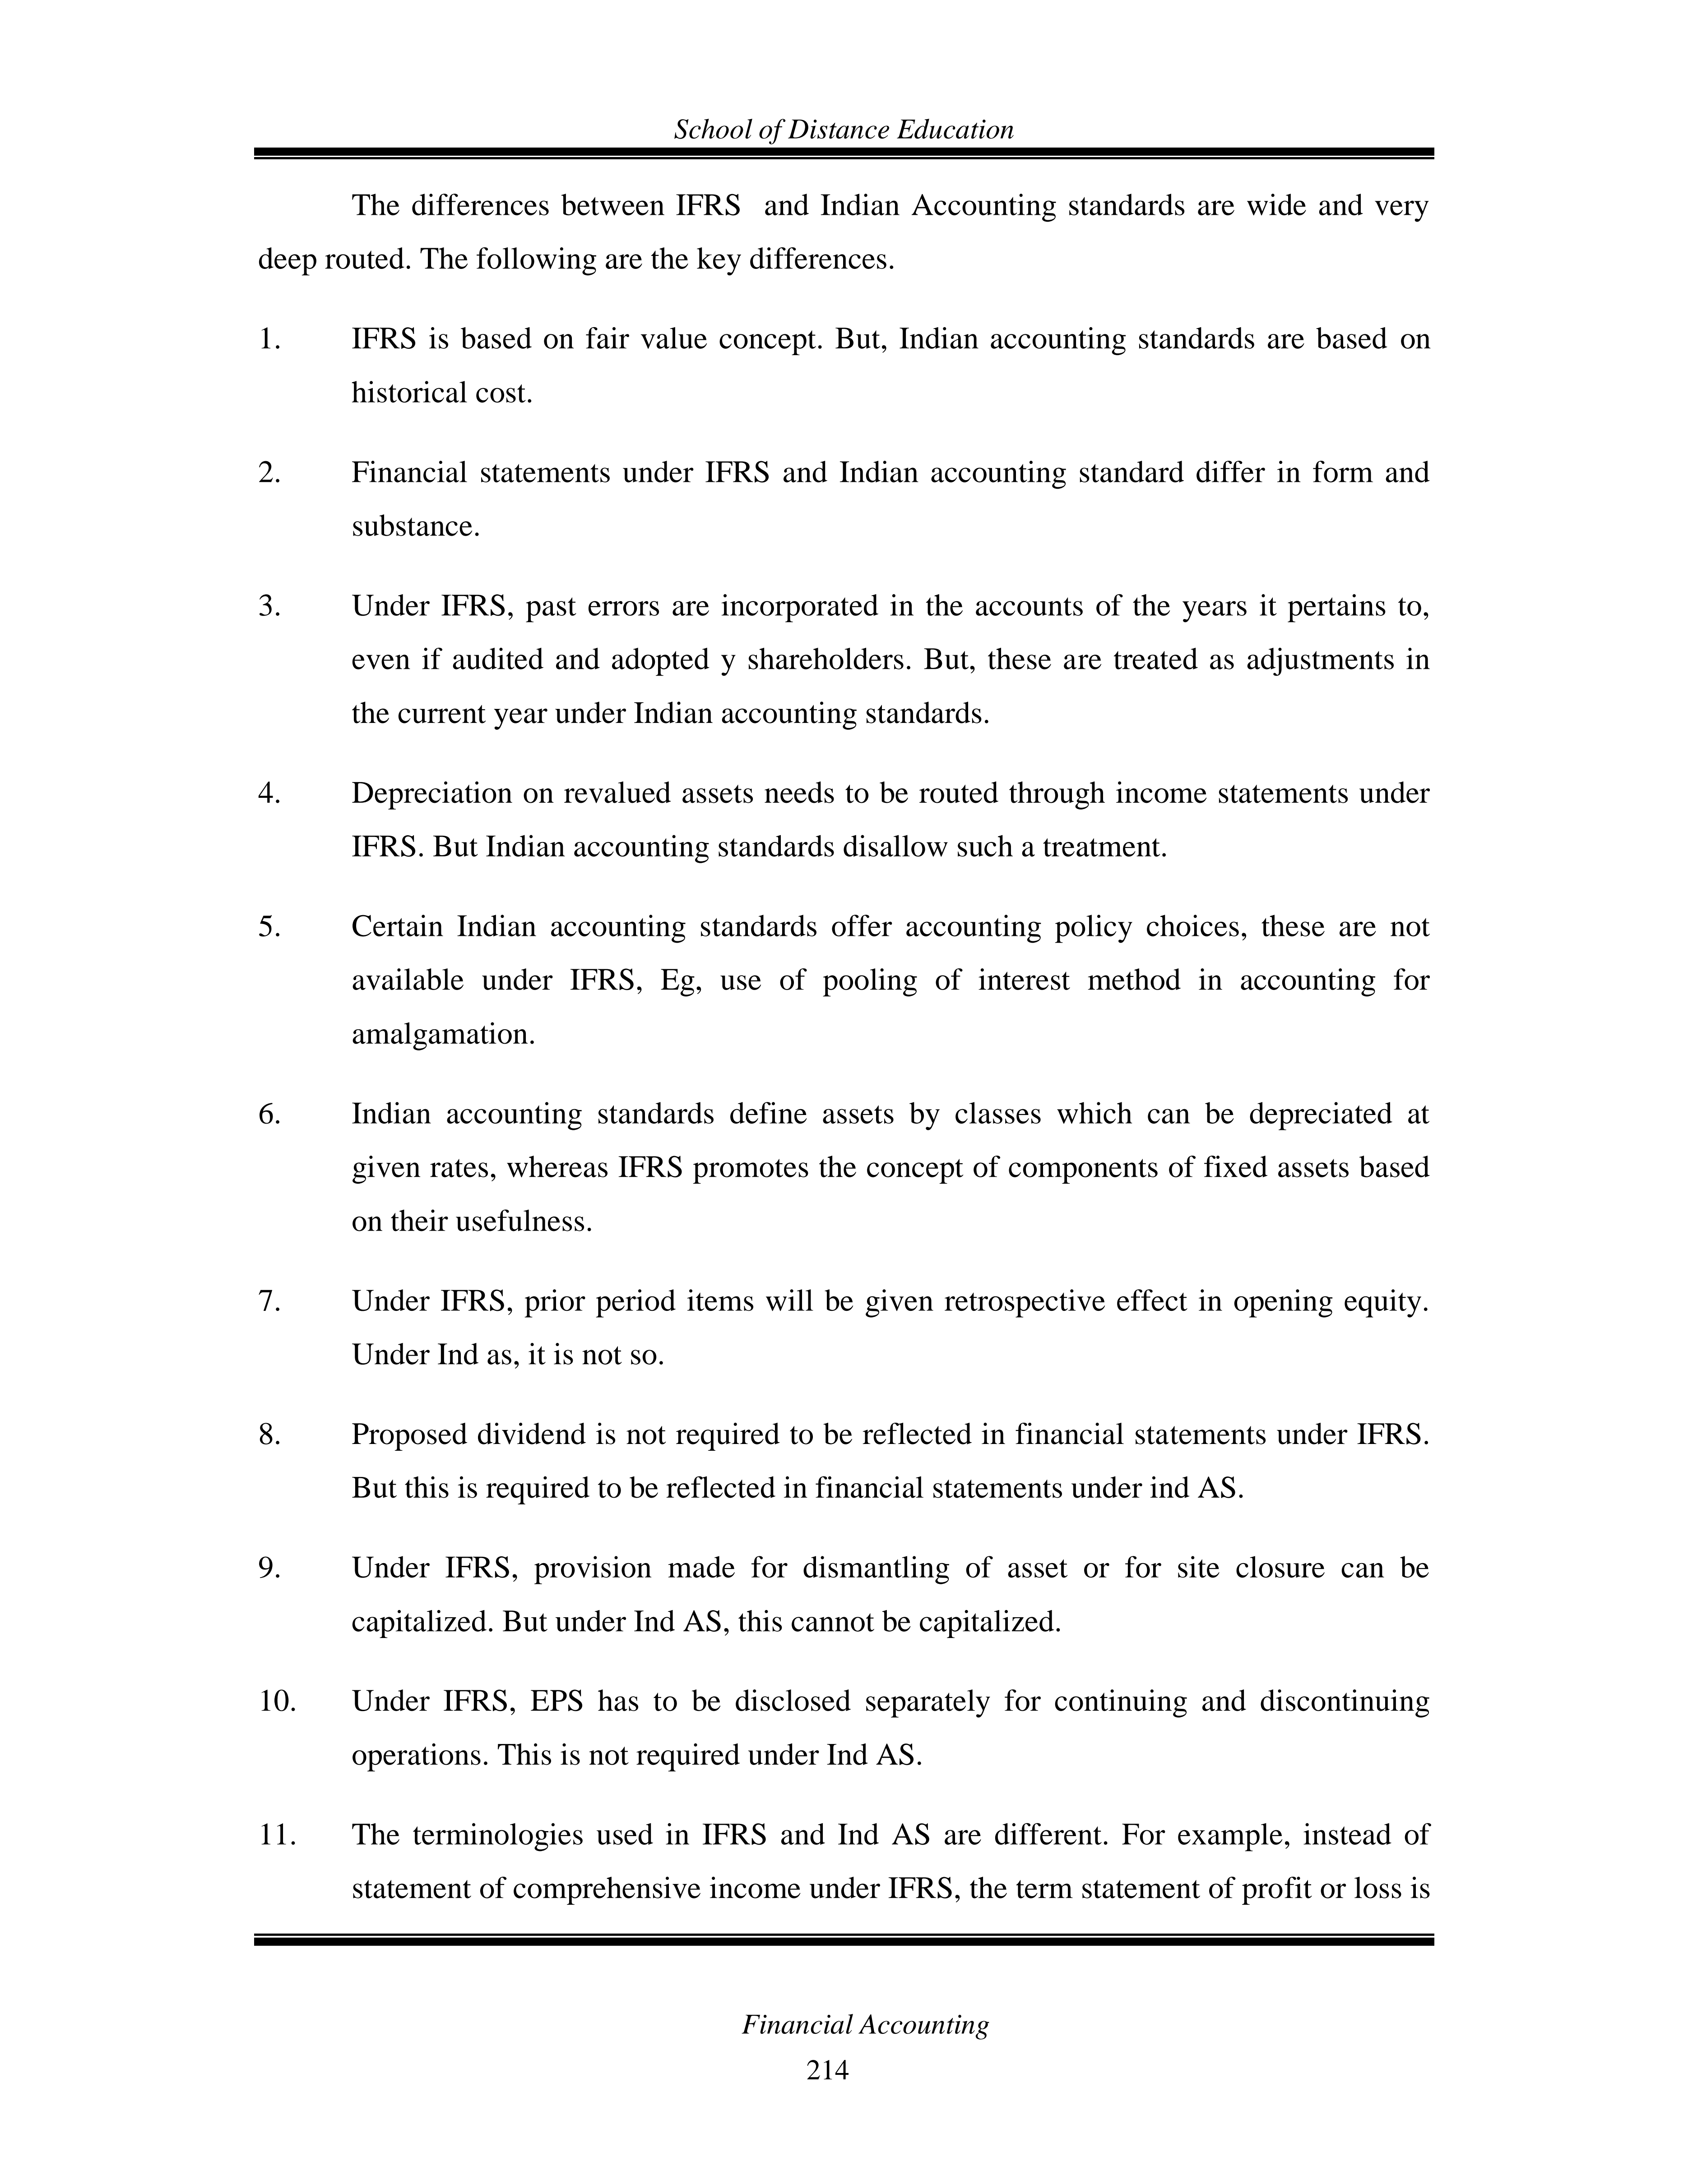 School of Distance Education
The differences between IFRS and Indian Accounting standards are wide and very
deep routed. The following are the key differences.
1. IFRS is based on fair value concept. But, Indian accounting standards are based on
historical cost.
2. Financial statements under IFRS and Indian accounting standard differ in form and
substance.
3. Under IFRS, past errors are incorporated in the accounts of the years it pertains to,
even if audited and adopted y shareholders. But, these are treated as adjustments in
the current year under Indian accounting standards.
4. Depreciation on revalued assets needs to be routed through income statements under
IFRS. But Indian accounting standards disallow such a treatment.
5. Certain Indian accounting standards offer accounting policy choices, these are not
available under IFRS, Eg, use of pooling of interest method in accounting for
amalgamation.
6. Indian accounting standards define assets by classes which can be depreciated at
given rates, whereas IFRS promotes the concept of components of fixed assets based
on their usefulness.
7. Under IFRS, prior period items will be given retrospective effect in opening equity.
Under Ind as, it is not so.
8. Proposed dividend is not required to be reflected in financial statements under IFRS.
But this is required to be reflected in financial statements under ind AS.
9. Under IFRS, provision made for dismantling of asset or for site closure can be
capitalized. But under Ind AS, this cannot be capitalized.
10. Under IFRS, EPS has to be disclosed separately for continuing and discontinuing
operations. This is not required under Ind AS.
11. The terminologies used in IFRS and Ind AS are different. For example, instead of
statement of comprehensive income under IFRS, the term statement of profit or loss is
Financial Accounting
214